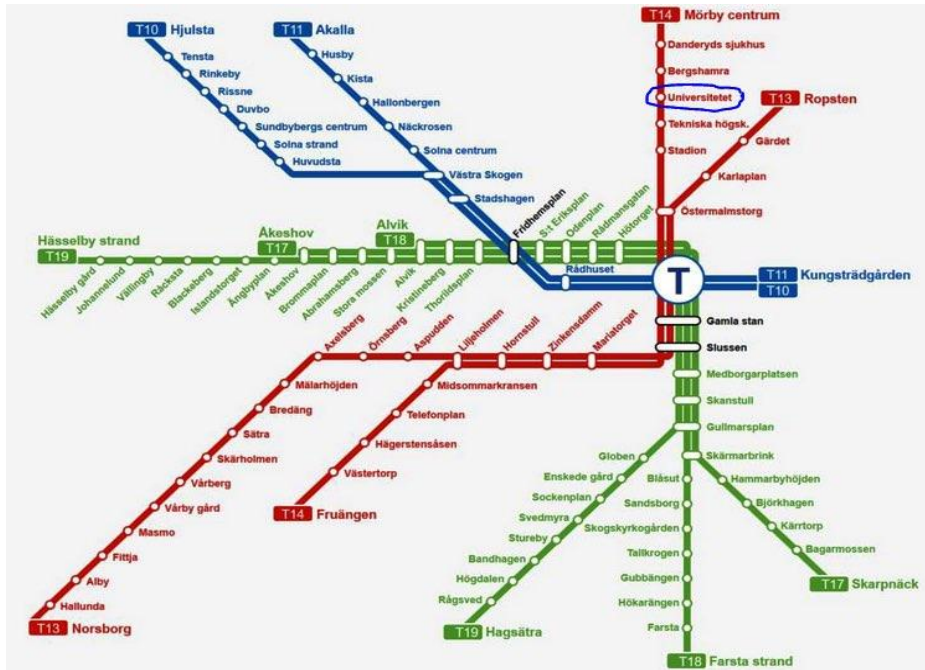 T10 Hjulsta
Tensta
Rinkeby
Rissne
Duvbo
Sundbybergs centrum
Solna strand
Huvudsta
T11 Akalla
Husby
Kista
Hallonbergen
Näckrosen
Solna centrum
Västra Skogen
Stadshagen
T14 Mörby centrum
Danderyds sjukhus
Bergshamra
Universitetet
Tekniska högsk.
Stadion
T13 Ropsten
Gärdet
Karlaplan
Östermalmstorg
Hässelby strand
T19
Åkeshov
T17
Alvik
T18
Fridhemsplan
S:t Eriksplan
Odenplan
Rådmansgatan
Hötorget
Hässelby gård
Johannelund
Vällingby
Råcksta
Blackeberg
Islandstorget
Ängbyplan
Åkeshov
Brommaplan
Abrahamsberg
Stora mossen
Alvik
Kristineberg
Thorildsplan
Rådhuset
T
T11
T10
Kungsträdgården
Gamla stan
Slussen
Medborgarplatsen
Skanstull
Gullmarsplan
Skärmarbrink
Axelsberg
Örnsberg
Aspudden
Liljeholmen
Hornstull
Zinkensdamm
Mariatorget
Mälarhöjden
Bredäng
Sätra
Skärholmen
Vårberg
Vårby gård
Masmo
Fittja
Alby
Hallunda
T13 Norsborg
Midsommarkransen
Telefonplan
Hägerstensåsen
Västertorp
T14 Fruängen
Globen
Enskede gård
Sockenplan
Svedmyra
Stureby
Bandhagen
Högdalen
Rågsved
T19 Hagsätra
Blåsut
Sandsborg
Skogskyrkogården
Tallkrogen
Gubbängen
Hökarängen
Farsta
T18 Farsta strand
Hammarbyhöjden
Björkhagen
Kärrtorp
Bagarmossen
T17 Skarpnäck